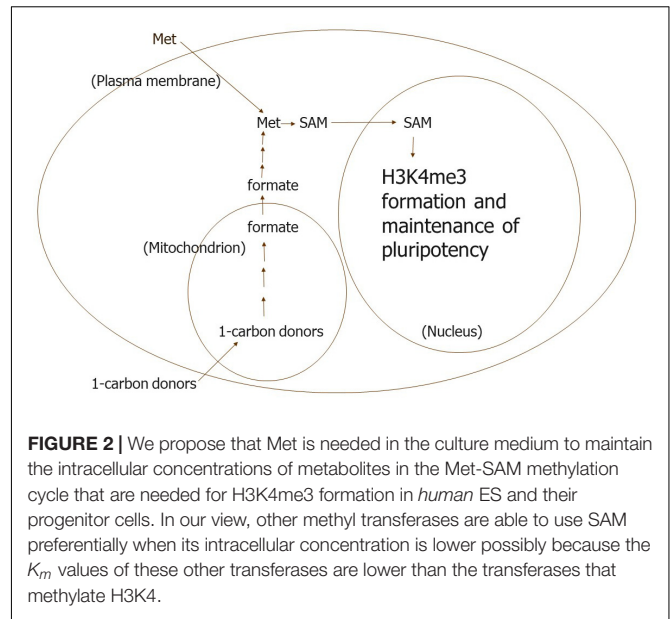 Met
(Plasma membrane)
Met
SAM
SAM
H3K4me3
formation and
maintenance of
pluripotency
formate
formate
(Mitochondrion)
1-carbon donors
(Nucleus)
1-carbon donors
FIGURE 2 | We propose that Met is needed in the culture medium to maintain
the intracellular concentrations of metabolites in the Met-SAM methylation
cycle that are needed for H3K4me3 formation in human ES and their
progenitor cells. In our view, other methyl transferases are able to use SAM
preferentially when its intracellular concentration is lower possibly because the
Km values of these other transferases are lower than the transferases that
methylate H3K4.